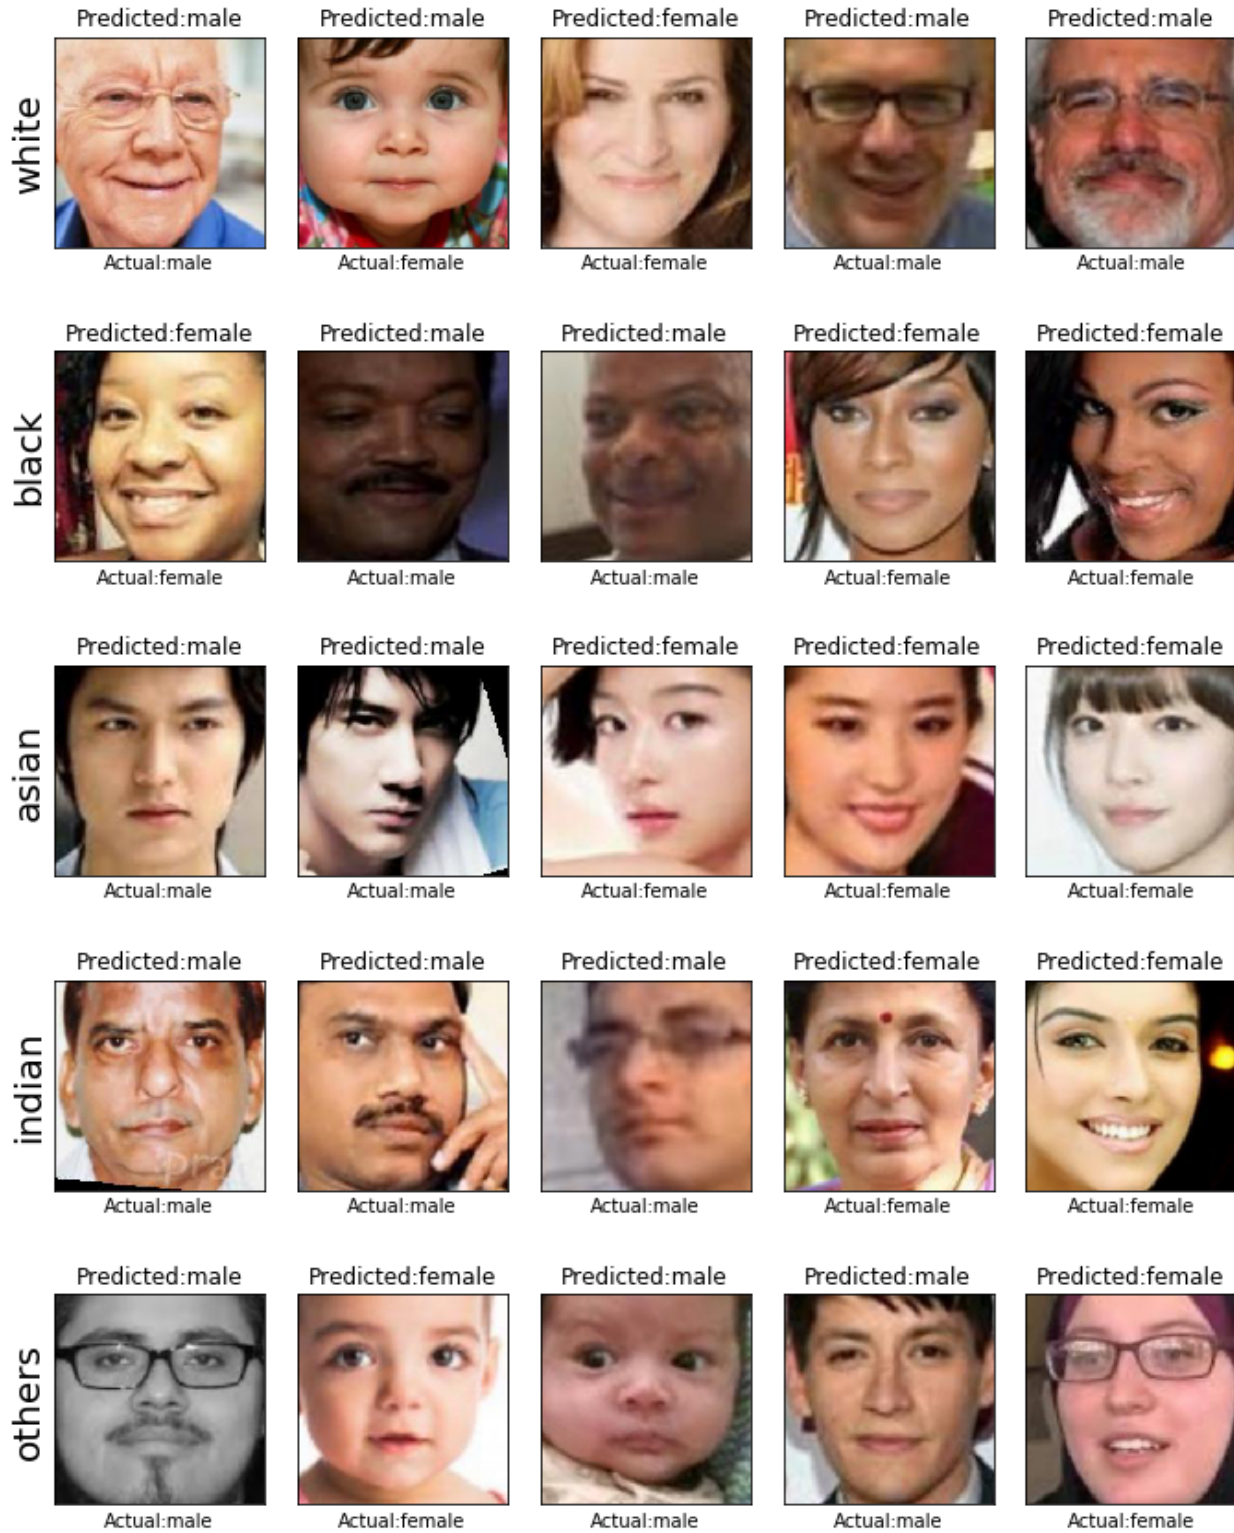 Predicted:male Predicted:male Predicted:female Predicted:male Predicted:male
white
Actual:male Actual:female Actual:female Actual:male Actual:male
Predicted:female Predicted:male Predicted:male Predicted:female Predicted:female
black
Actual:female Actual:male Actual:male Actual:female Actual:female
Predicted:male Predicted:male Predicted:female Predicted:female Predicted:female
asian
Actual:male Actual:male Actual:female Actual:female Actual:female
Predicted:male Predicted:male Predicted:male Predicted:female Predicted:female
indian
Actual:male Actual:male Actual:male Actual:female Actual:female
Predicted:male Predicted:female Predicted:male Predicted:male Predicted:female
others
Actual:male Actual:female Actual:male Actual:male Actual:female